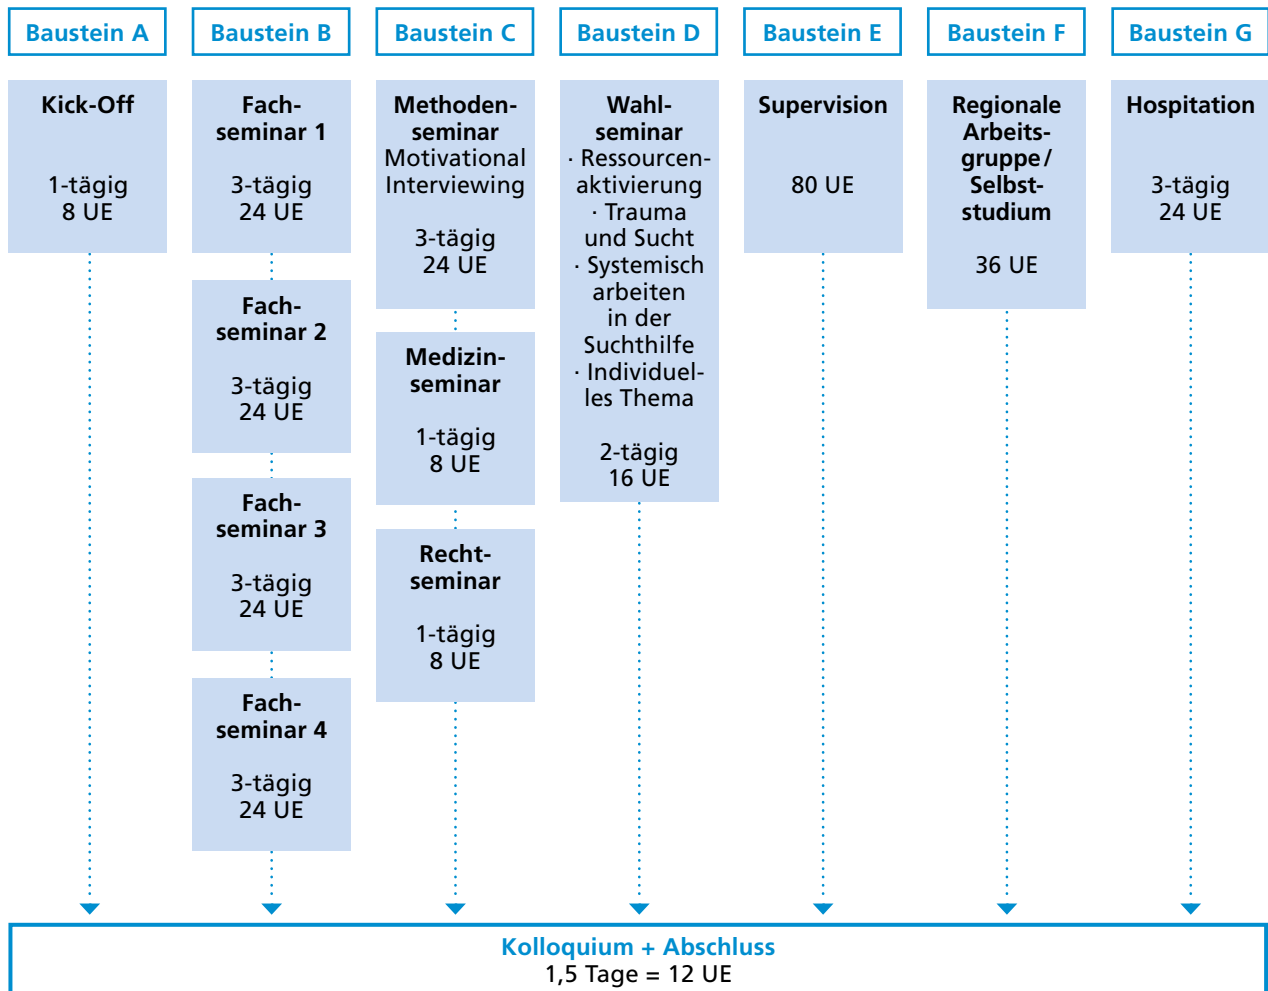 Baustein A
Baustein B
Baustein C
Baustein D
Baustein E
Baustein F
Baustein G
Kick-Off
1-tägig
8 UE
Fach-
seminar 1
3-tägig
24 UE
Fach-
seminar 2
3-tägig
24 UE
Fach-
seminar 3
3-tägig
24 UE
Fach-
seminar 4
3-tägig
24 UE
Methoden-
seminar
Motivational
Interviewing
3-tägig
24 UE
Medizin-
seminar
1-tägig
8 UE
Recht-
seminar
1-tägig
8 UE
Wahl-
seminar
· Ressourcen-
aktivierung
· Trauma
und Sucht
· Systemisch
arbeiten
in der
Suchthilfe
· Individuel-
les Thema
2-tägig
16 UE
Supervision
80 UE
Regionale
Arbeits-
gruppe/
Selbst-
studium
36 UE
Hospitation
3-tägig
24 UE
Kolloquium + Abschluss
1,5 Tage = 12 UE